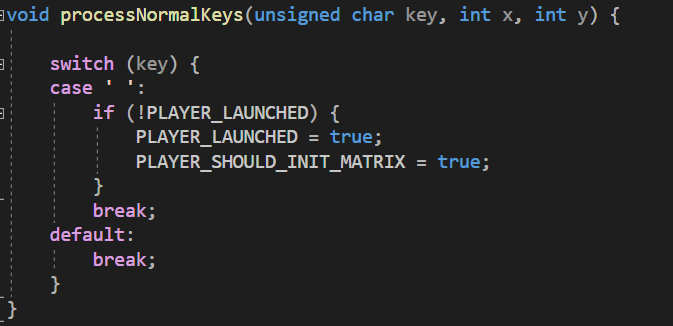 void processNormalKeys(unsigned char key, int x, int y) {
switch (key) {
case ' ':
if (!PLAYER_LAUNCHED) {
PLAYER_LAUNCHED = true;
PLAYER_SHOULD_INIT_MATRIX = true;
}
break;
default:
break;
}
}